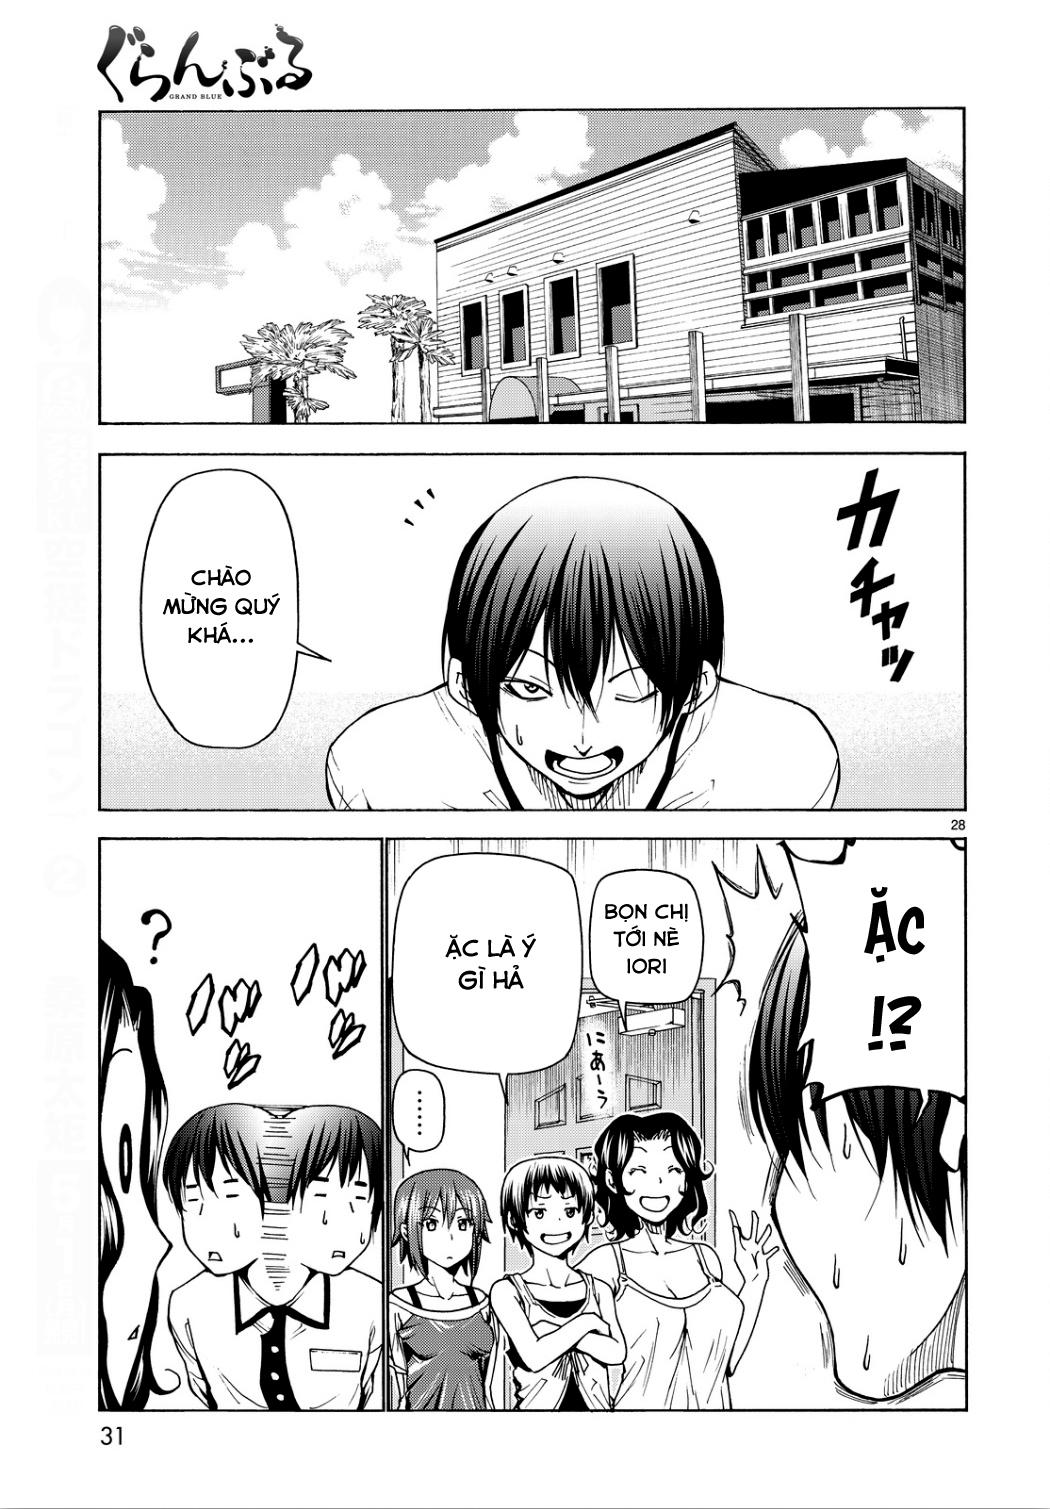 ぐらんぶる
GRAND BLUE
カチャッ
CHÀO
MỪNG QUÝ
KHÁ...
28
ẶC
!?
BỌN CHỊ
TỚI NÈ
IORI
にあーう
ẶC LÀ Ý
GÌ HẢ
......
?
31